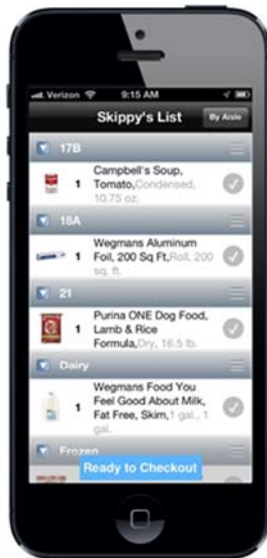 Verizon 9:15 AM
Skippy's List By Aisle
17B
1 Campbell's Soup,
Tomato,Condensed,
10.75 oz.
18A
1 Wegmans Aluminum
Foil, 200 Sq Ft,Roll, 200
sq. ft.
21
1 Purina ONE Dog Food,
Lamb & Rice
Formula,Dry, 16.5 lb.
Dairy
1 Wegmans Food You
Feel Good About Milk,
Fat Free, Skim,1 gal., 1
gal..
Frozen
Ready to Checkout